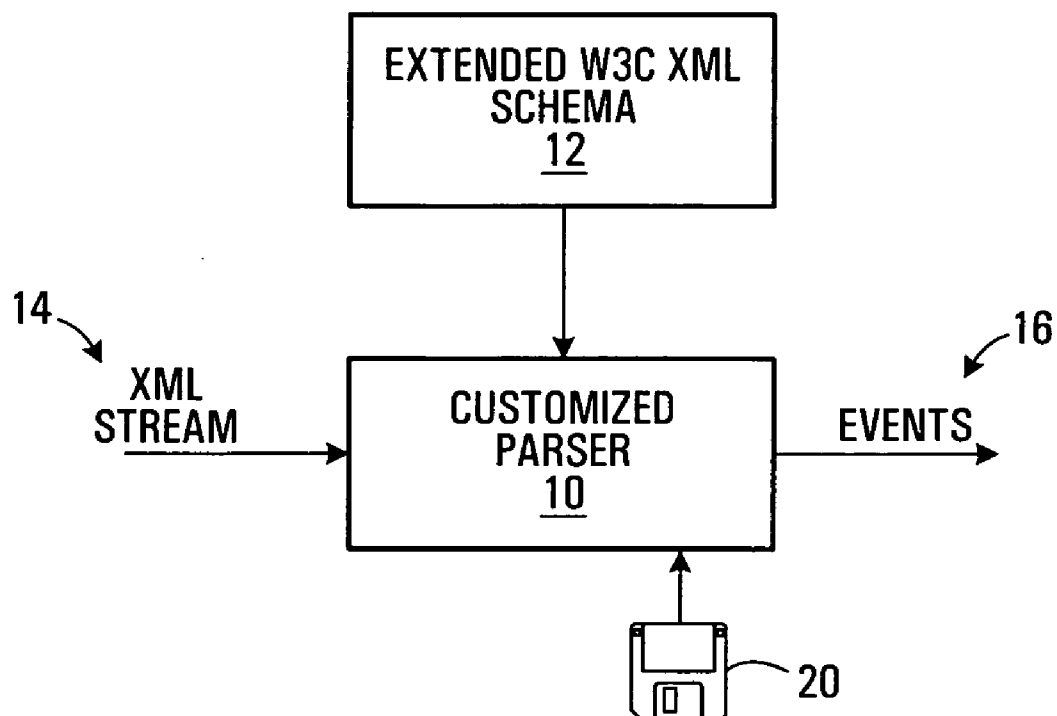 EXTENDED W3C XML
SCHEMA
12
14
16
XML
STREAM
CUSTOMIZED
PARSER
10
EVENTS
20